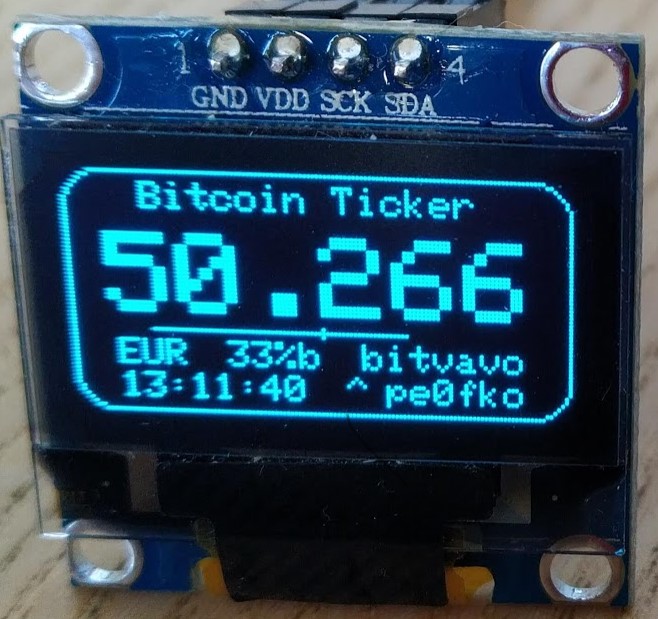 1 4
GND VDD SCK SDA
Bitcoin Ticker
50.266
EUR 33%b bitvavo
13:11:40 ^ pe0fko